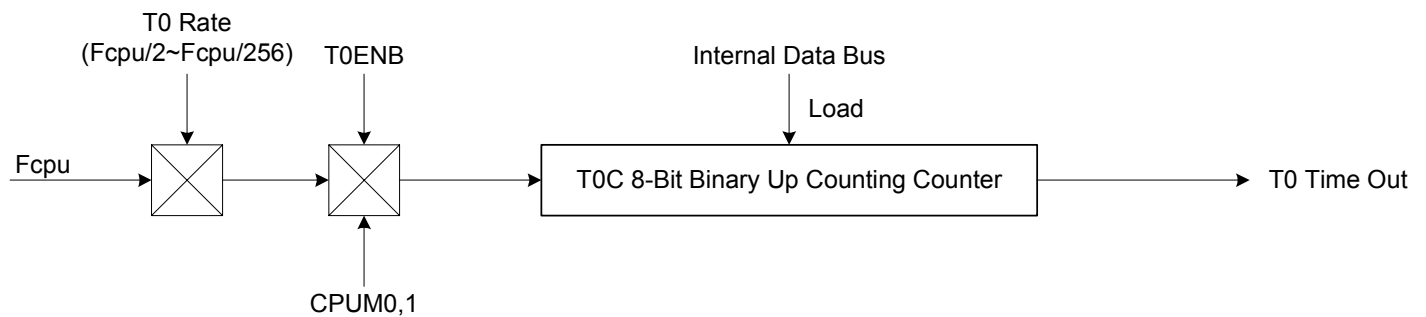 T0 Rate
(Fcpu/2~Fcpu/256)
T0ENB
Internal Data Bus
Load
Fcpu
T0C 8-Bit Binary Up Counting Counter
T0 Time Out
CPUM0,1